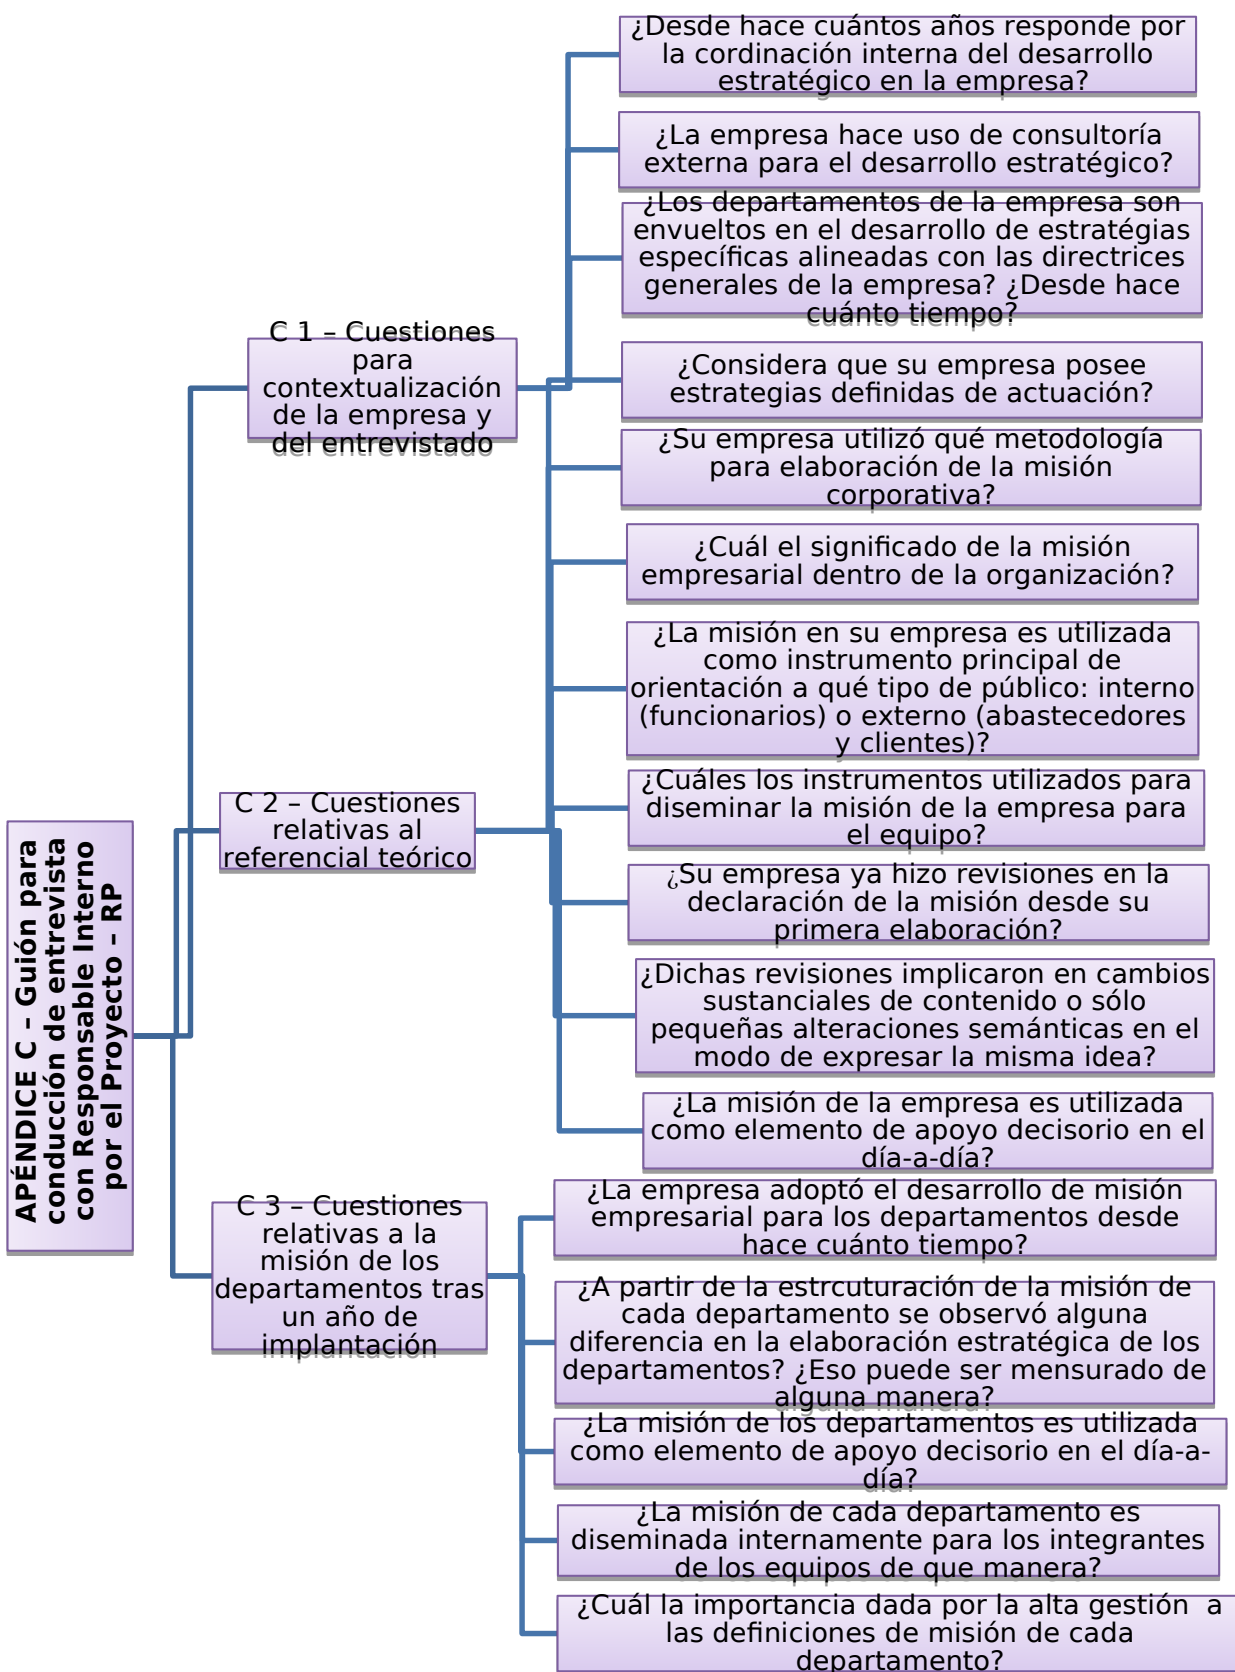 APÉNDICE C – Guión para
conducción de entrevista
con Responsable Interno
por el Proyecto – RP
C 1 – Cuestiones
para
contextualización
de la empresa y
del entrevistado
¿Desde hace cuántos años responde por
la cordinación interna del desarrollo
estratégico en la empresa?
¿La empresa hace uso de consultoría
externa para el desarrollo estratégico?
¿Los departamentos de la empresa son
envueltos en el desarrollo de estratégias
específicas alineadas con las directrices
generales de la empresa? ¿Desde hace
cuánto tiempo?
C 2 – Cuestiones
relativas al
referencial teórico
¿Considera que su empresa posee
estrategias definidas de actuación?
¿Su empresa utilizó qué metodología
para elaboración de la misión
corporativa?
¿Cuál el significado de la misión
empresarial dentro de la organización?
¿La misión en su empresa es utilizada
como instrumento principal de
orientación a qué tipo de público: interno
(funcionarios) o externo (abastecedores
y clientes)?
¿Cuáles los instrumentos utilizados para
diseminar la misión de la empresa para
el equipo?
¿Su empresa ya hizo revisiones en la
declaración de la misión desde su
primera elaboración?
¿Dichas revisiones implicaron en cambios
sustanciales de contenido o sólo
pequeñas alteraciones semánticas en el
modo de expresar la misma idea?
¿La misión de la empresa es utilizada
como elemento de apoyo decisorio en el
día-a-día?
C 3 – Cuestiones
relativas a la
misión de los
departamentos tras
un año de
implantación
¿La empresa adoptó el desarrollo de misión
empresarial para los departamentos desde
hace cuánto tiempo?
¿A partir de la estrcuturación de la misión de
cada departamento se observó alguna
diferencia en la elaboración estratégica de los
departamentos? ¿Eso puede ser mensurado de
alguna manera?
¿La misión de los departamentos es utilizada
como elemento de apoyo decisorio en el día-a-
día?
¿La misión de cada departamento es
diseminada internamente para los integrantes
de los equipos de que manera?
¿Cuál la importancia dada por la alta gestión  a
las definiciones de misión de cada
departamento?